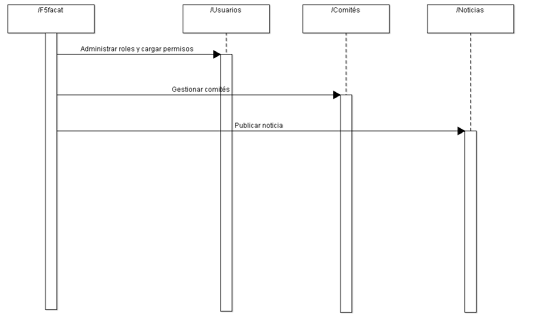 /F5facat
/Usuarios
/Comités
/Noticias
Administrar roles y cargar permisos
Gestionar comités
Publicar noticia